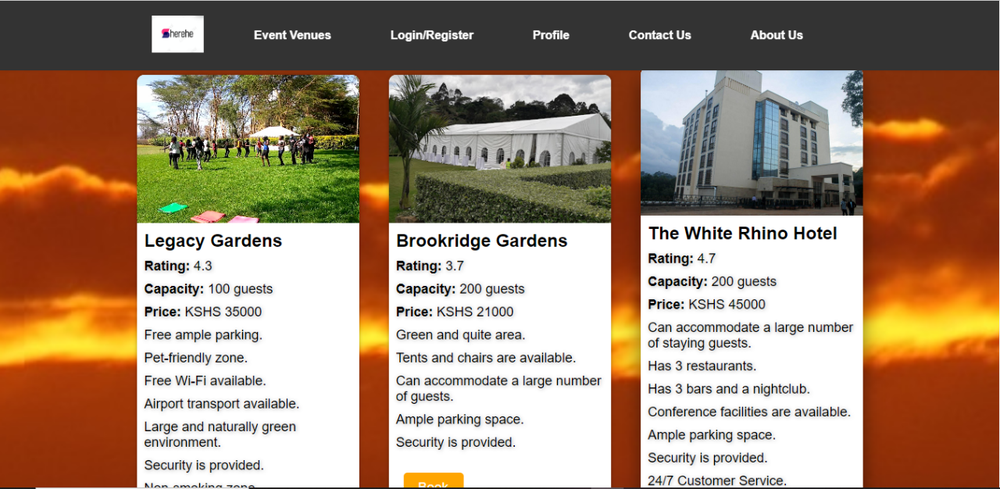 Sherehe
Event Venues
Login/Register
Profile
Contact Us
About Us
Legacy Gardens
Rating: 4.3
Capacity: 100 guests
Price: KSHS 35000
Free ample parking.
Pet-friendly zone.
Free Wi-Fi available.
Airport transport available.
Large and naturally green
environment.
Security is provided.
Non-smoking zone.
Brookridge Gardens
Rating: 3.7
Capacity: 200 guests
Price: KSHS 21000
Green and quite area.
Tents and chairs are available.
Can accommodate a large number
of guests.
Ample parking space.
Security is provided.
Book
The White Rhino Hotel
Rating: 4.7
Capacity: 200 guests
Price: KSHS 45000
Can accommodate a large number
of staying guests.
Has 3 restaurants.
Has 3 bars and a nightclub.
Conference facilities are available.
Ample parking space.
Security is provided.
24/7 Customer Service.